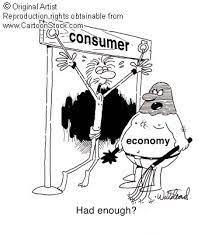 © Original Artist
Reproduction rights obtainable from
www.CartoonStock.com
consumer
economy
Had enough?